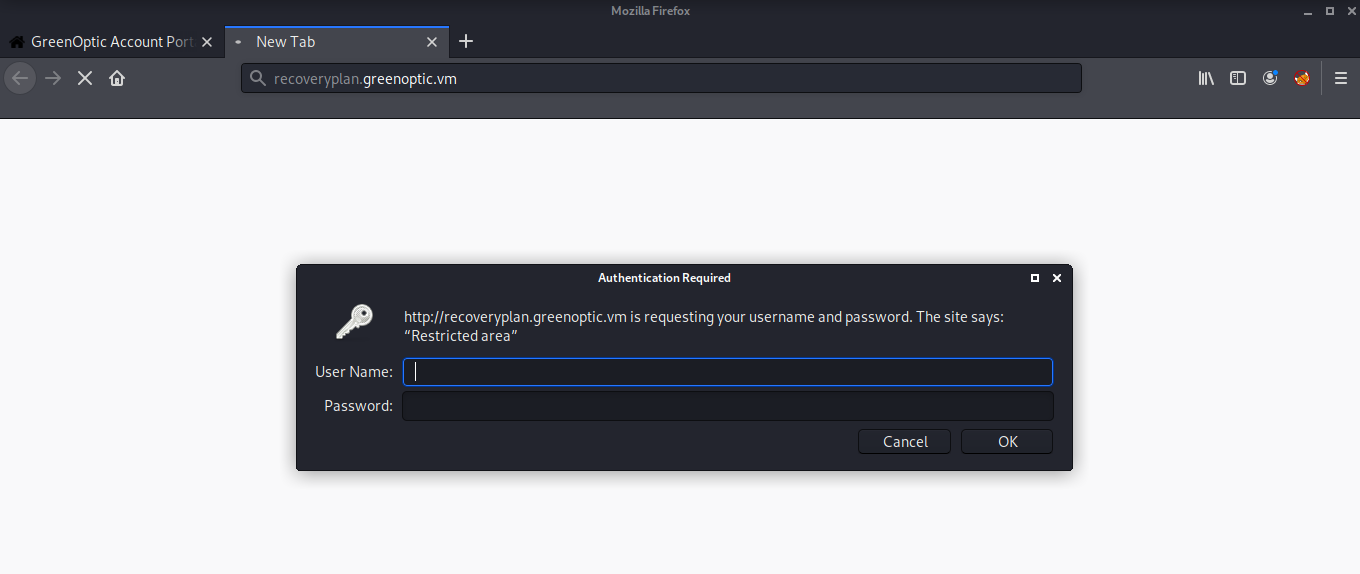 Mozilla Firefox
GreenOptic Account Port
New Tab
recoveryplan.greenoptic.vm
Authentication Required
http://recoveryplan.greenoptic.vm is requesting your username and password. The site says:
“Restricted area”
User Name:
Password:
Cancel
OK